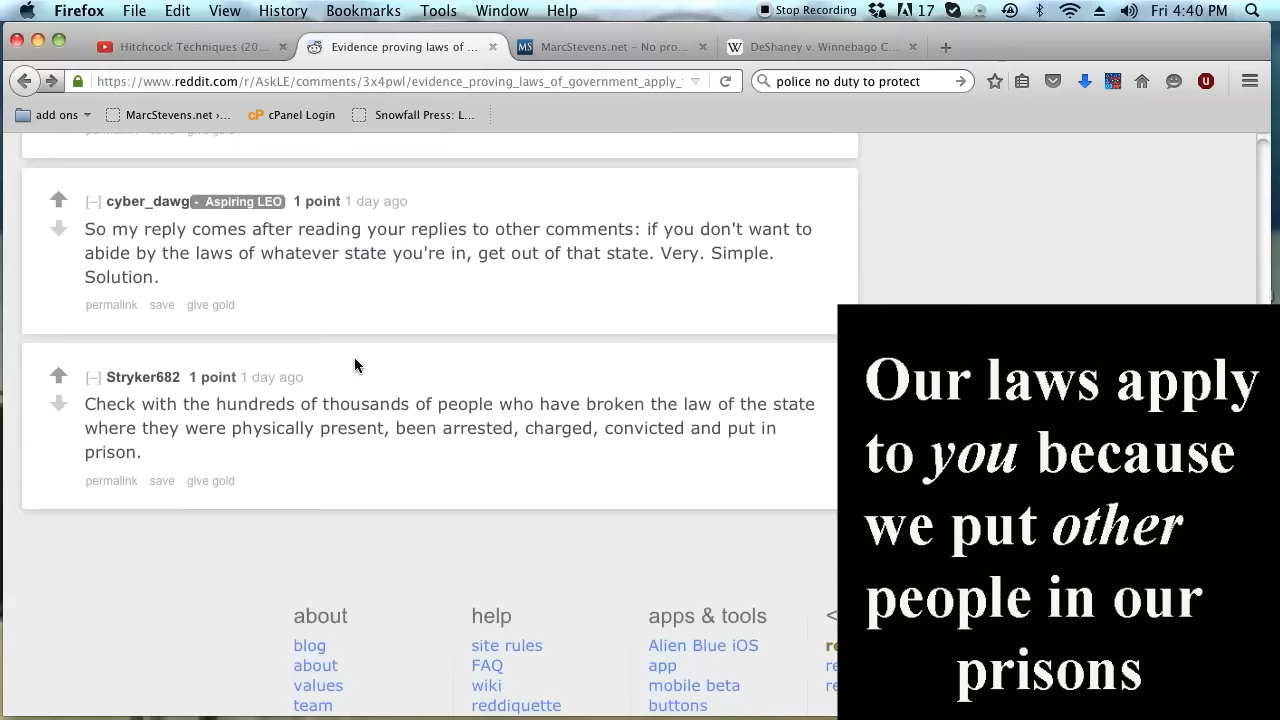 Firefox File Edit View History Bookmarks Tools Window Help Stop Recording 17 Fri 4:40 PM
Hitchcock Techniques (20... Evidence proving laws of ... MarcStevens.net – No pro... DeShaney v. Winnebago C...
https://www.reddit.com/r/AskLE/comments/3x4pwl/evidence_proving_laws_of_government_apply_ police no duty to protect
add ons MarcStevens.net ›... cPanel Login Snowfall Press: L...
[–] cyber_dawg - Aspiring LEO 1 point 1 day ago
So my reply comes after reading your replies to other comments: if you don't want to
abide by the laws of whatever state you're in, get out of that state. Very. Simple.
Solution.
permalink save give gold
[–] Stryker682 1 point 1 day ago
Check with the hundreds of thousands of people who have broken the law of the state
where they were physically present, been arrested, charged, convicted and put in
prison.
permalink save give gold
Our laws apply
to you because
we put other
people in our
prisons
about help apps & tools <
blog site rules Alien Blue iOS re
about FAQ app re
values wiki mobile beta re
team reddiquette buttons